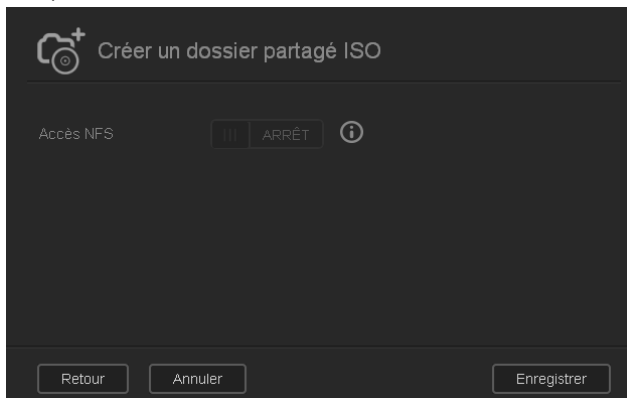 Créer un dossier partagé ISO
Accès NFS
ARRÊT
Retour
Annuler
Enregistrer